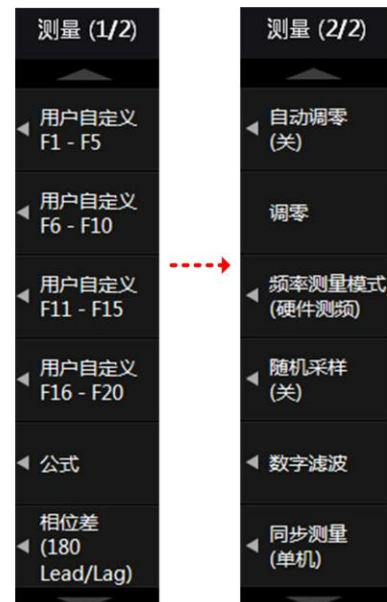 测量 (1/2)
用户自定义
F1 - F5
用户自定义
F6 - F10
用户自定义
F11 - F15
用户自定义
F16 - F20
公式
相位差
(180
Lead/Lag)
测量 (2/2)
自动调零
(关)
调零
频率测量模式
(硬件测频)
随机采样
(关)
数字滤波
同步测量
(单机)